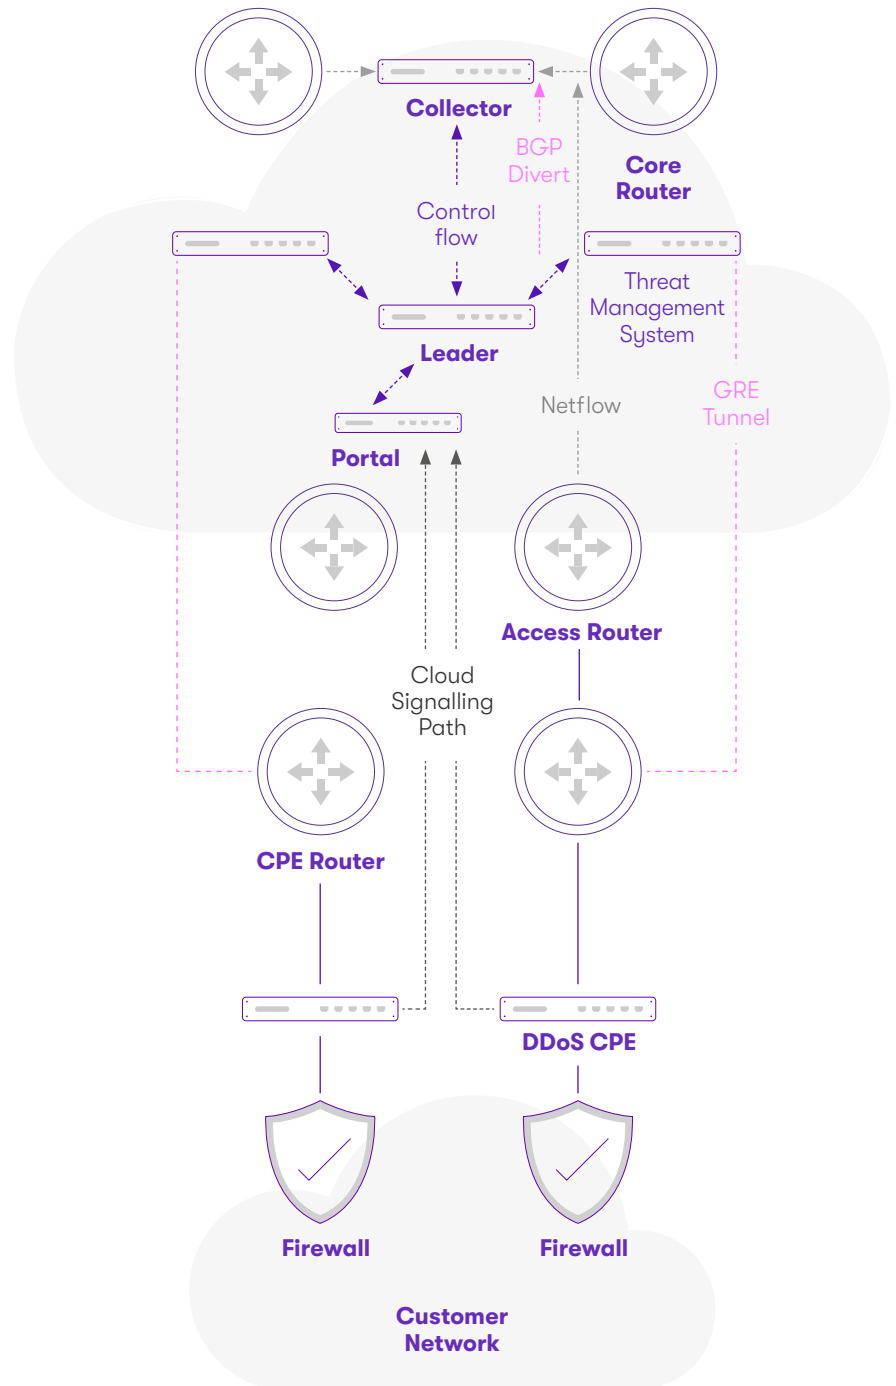 Collector
BGP
Divert
Core
Router
Control
flow
Threat
Management
System
Leader
Netflow
GRE
Tunnel
Portal
Access Router
Cloud
Signalling
Path
CPE Router
DDoS CPE
Firewall
Firewall
Customer
Network